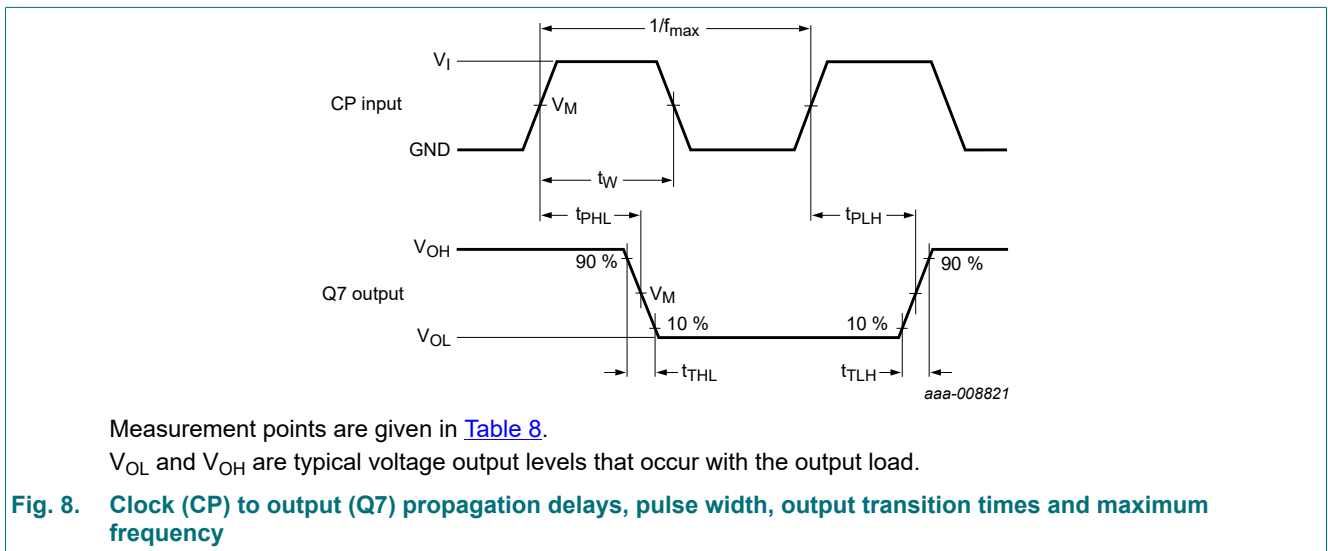 1/fmax
VI
CP input
VM
GND
tW
tPHL
tPLH
VOH
90 %
90 %
Q7 output
VM
10 %
10 %
VOL
tTHL
tTLH
aaa-008821
Measurement points are given in Table 8.
VOL and VOH are typical voltage output levels that occur with the output load.
Fig. 8. Clock (CP) to output (Q7) propagation delays, pulse width, output transition times and maximum
frequency